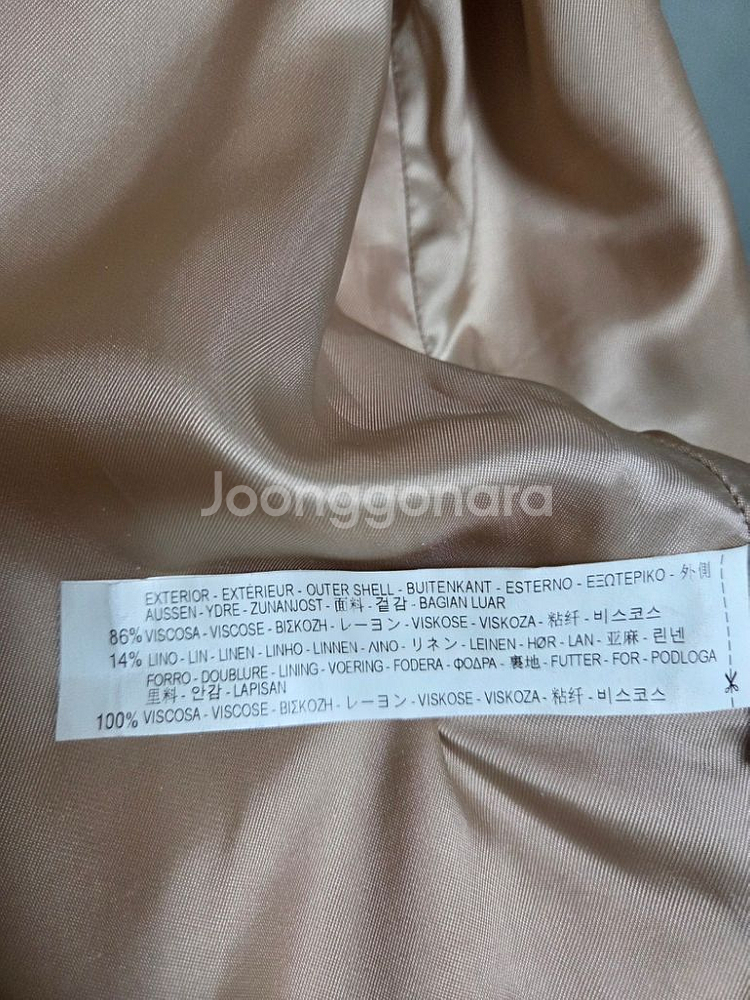 Joonggonara
EXTERIOR - EXTÉRIEUR - OUTER SHELL - BUITENKANT - ESTERNO - ΕΞΩΤΕΡΙΚΟ - 外側
AUSSEN - YDRE - ZUNANJOST - 面料 - 겉감 - BAGIAN LUAR
86% VISCOSA - VISCOSE - ΒΙΣΚΟΖΗ - レーヨン - VISKOSE - VISKOZA - 粘纤 - 비스코스
14% LINO - LIN - LINEN - LINHO - LINNEN - ΛΙΝΟ - リネン - LEINEN - HØR - LAN - 亚麻 - 린넨
FORRO - DOUBLURE - LINING - VOERING - FODERA - ΦΟΔΡΑ - 裏地 - FUTTER - FOR - PODLOGA
里料 - 안감 - LAPISAN
100% VISCOSA - VISCOSE - ΒΙΣΚΟΖΗ - レーヨン - VISKOSE - VISKOZA - 粘纤 - 비스코스